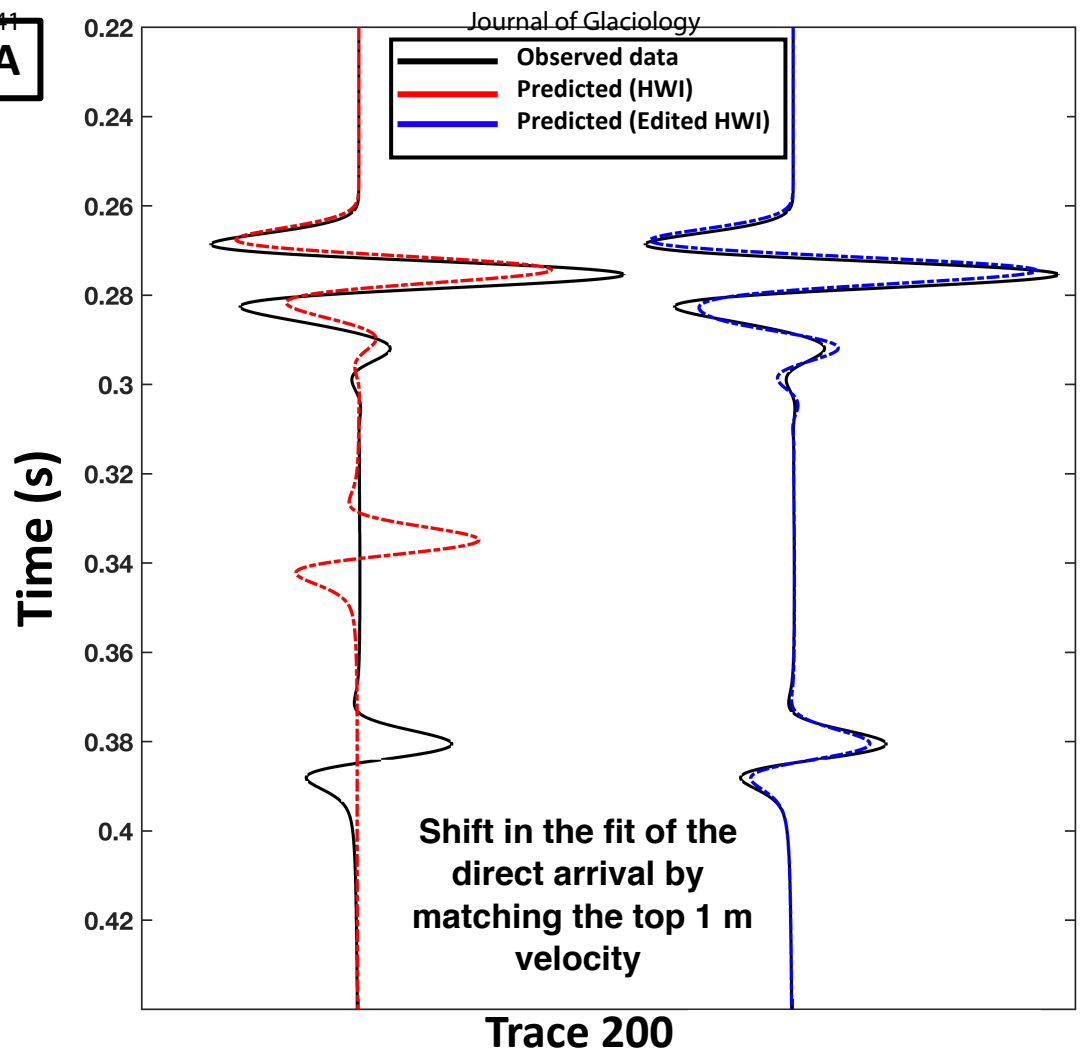 41
Journal of Glaciology
A
Observed data
Predicted (HWI)
Predicted (Edited HWI)
0.22
0.24
0.26
0.28
0.3
0.32
0.34
0.36
0.38
0.4
0.42
Time (s)
Shift in the fit of the
direct arrival by
matching the top 1 m
velocity
Trace 200